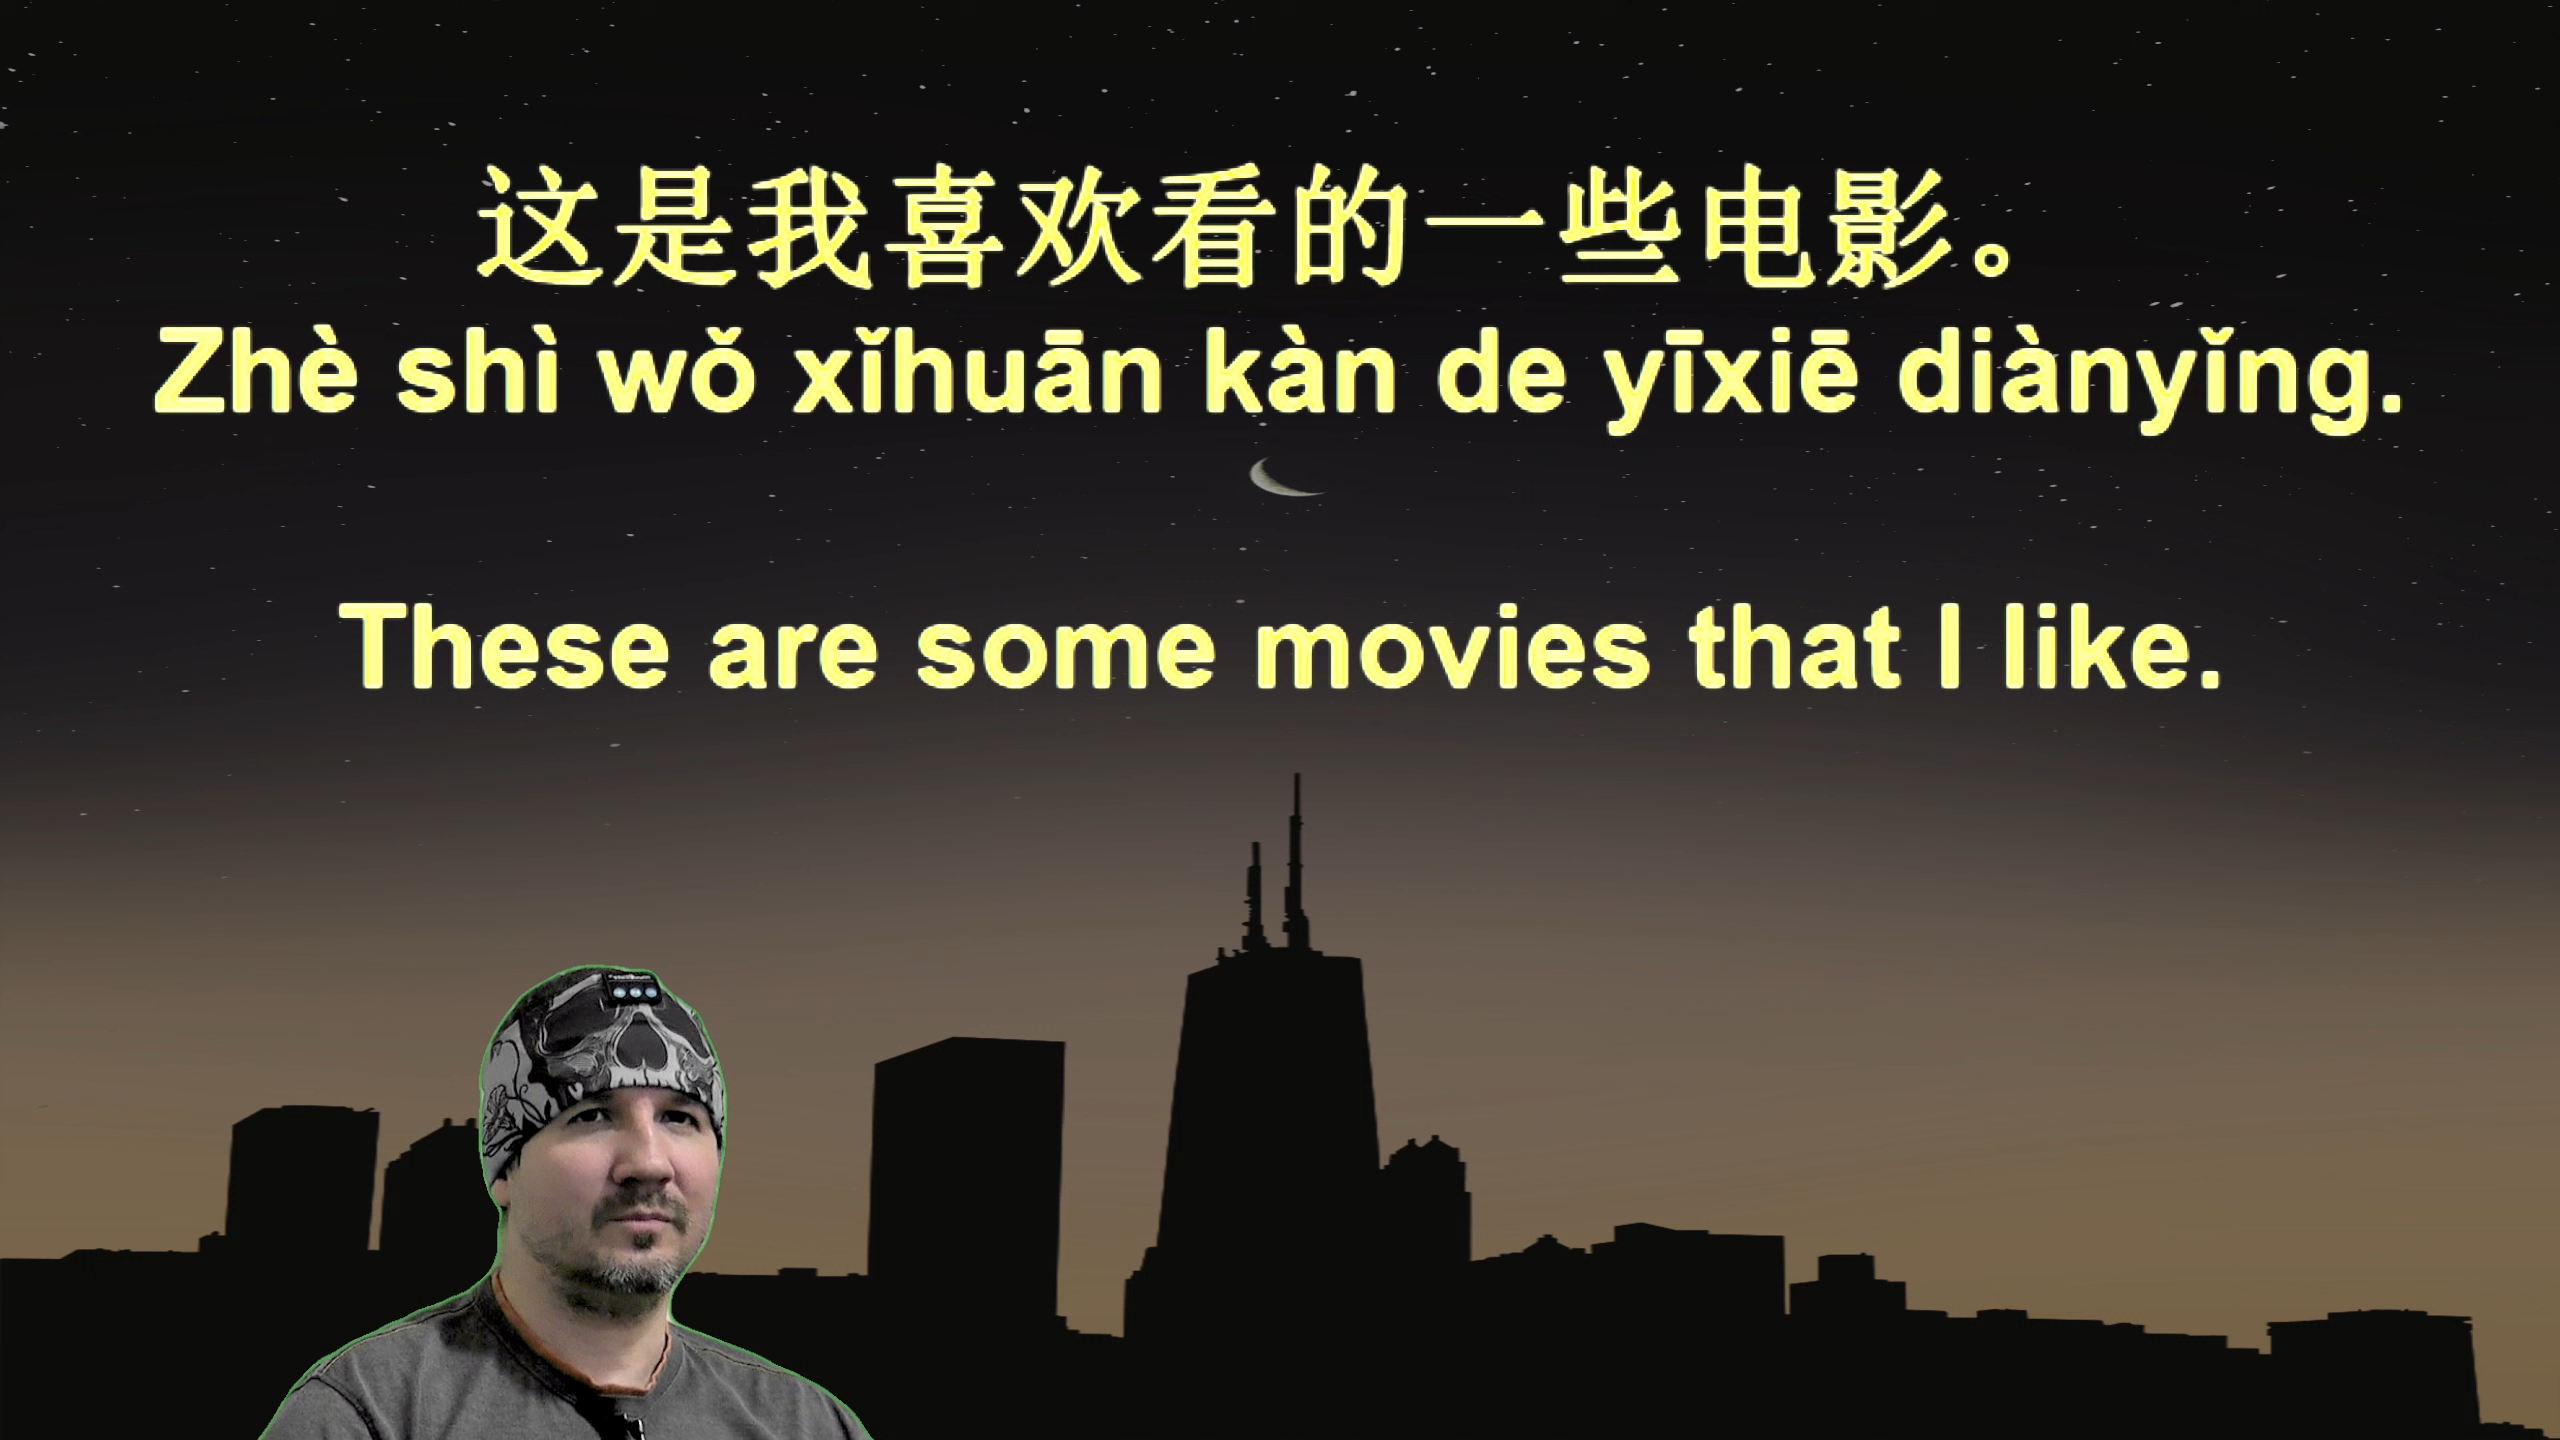 这是我喜欢看的一些电影。
Zhè shì wǒ xǐhuān kàn de yīxiē diànyǐng.
These are some movies that I like.